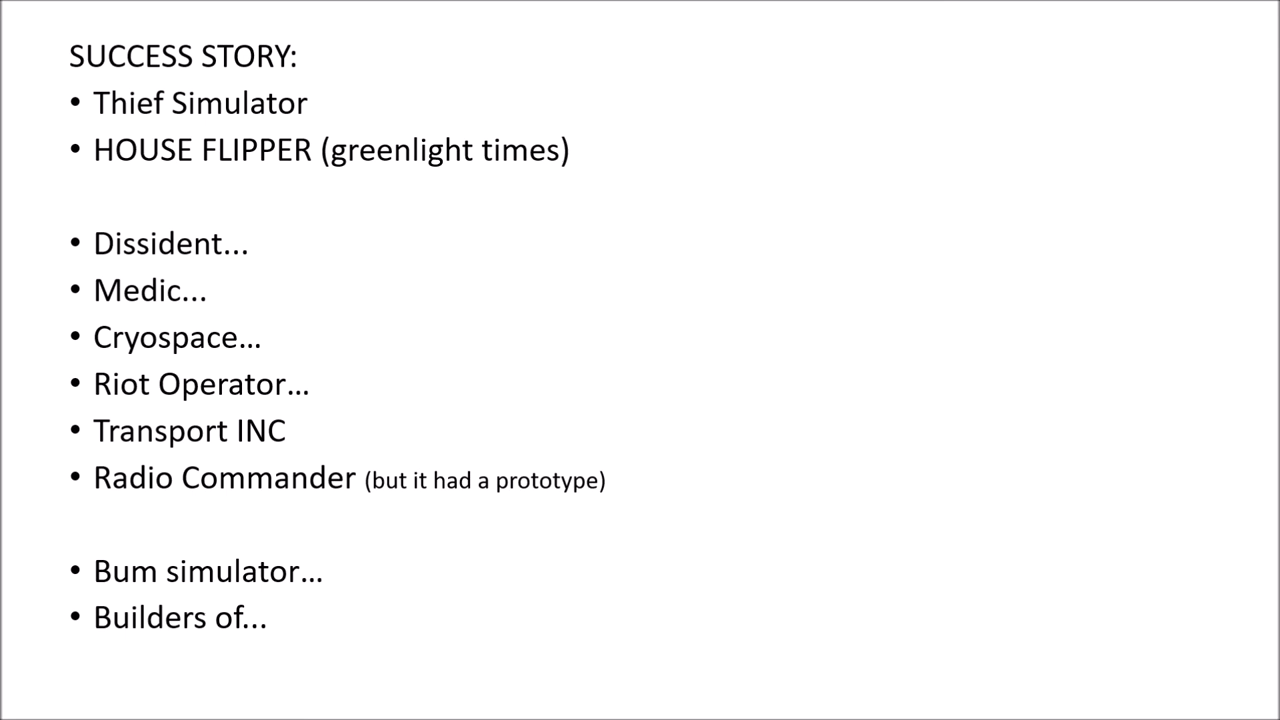 SUCCESS STORY:
• Thief Simulator
• HOUSE FLIPPER (greenlight times)
• Dissident...
• Medic...
• Cryospace...
• Riot Operator...
• Transport INC
• Radio Commander (but it had a prototype)
• Bum simulator...
• Builders of...